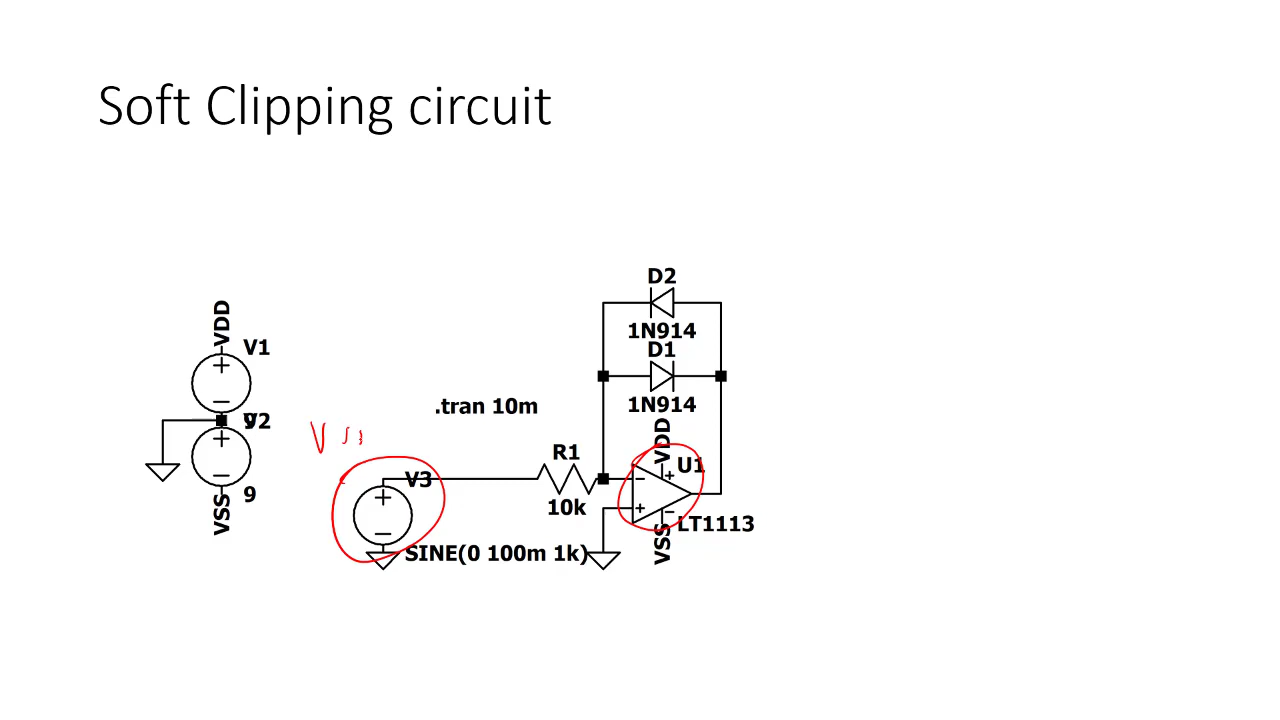 Soft Clipping circuit
D2
1N914
D1
1N914
VDD
V1
9
V2
9
VSS
.tran 10m
V3
SINE(0 100m 1k)
R1
10k
VDD
U1
LT1113
VSS